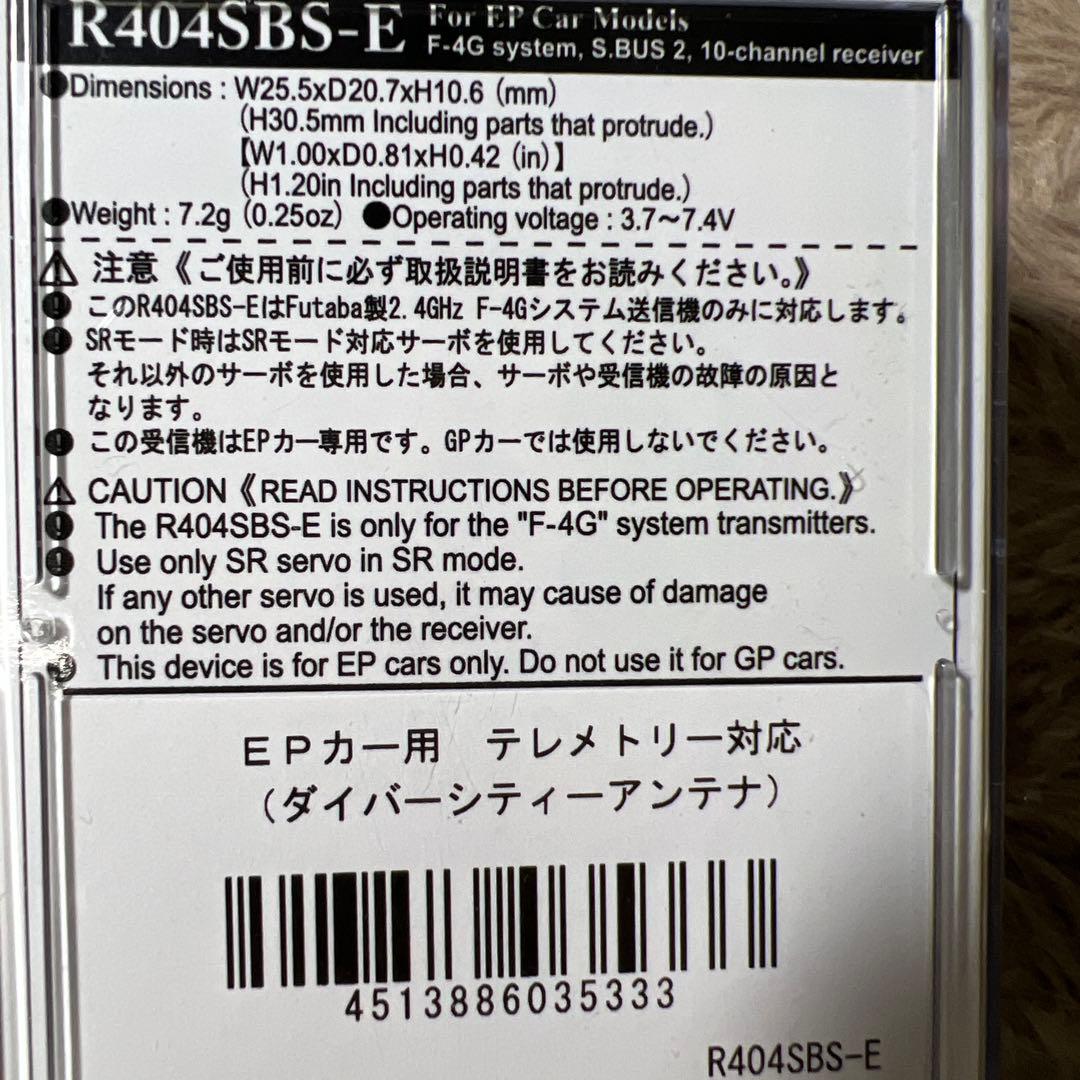 R404SBS-E For EP Car Models
F-4G system, S.BUS 2, 10-channel receiver
●Dimensions : W25.5xD20.7xH10.6 (mm)
(H30.5mm Including parts that protrude.)
【W1.00xD0.81xH0.42 (in)】
(H1.20in Including parts that protrude.)
●Weight : 7.2g (0.25oz) ●Operating voltage : 3.7～7.4V
⚠ 注意《ご使用前に必ず取扱説明書をお読みください。》
このR404SBS-EはFutaba製2.4GHz F-4Gシステム送信機のみに対応します。
SRモード時はSRモード対応サーボを使用してください。
それ以外のサーボを使用した場合、サーボや受信機の故障の原因と
なります。
この受信機はEPカー専用です。GPカーでは使用しないでください。
⚠ CAUTION《READ INSTRUCTIONS BEFORE OPERATING.》
The R404SBS-E is only for the "F-4G" system transmitters.
Use only SR servo in SR mode.
If any other servo is used, it may cause of damage
on the servo and/or the receiver.
This device is for EP cars only. Do not use it for GP cars.
ＥＰカー用　テレメトリー対応
（ダイバーシティーアンテナ）
4513886035333
R404SBS-E